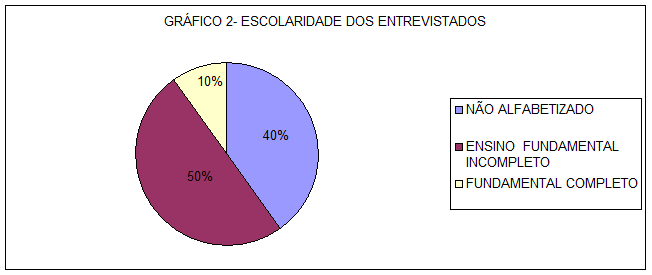 GRÁFICO 2- ESCOLARIDADE DOS ENTREVISTADOS
10%
40%
50%
NÃO ALFABETIZADO
ENSINO FUNDAMENTAL
INCOMPLETO
FUNDAMENTAL COMPLETO